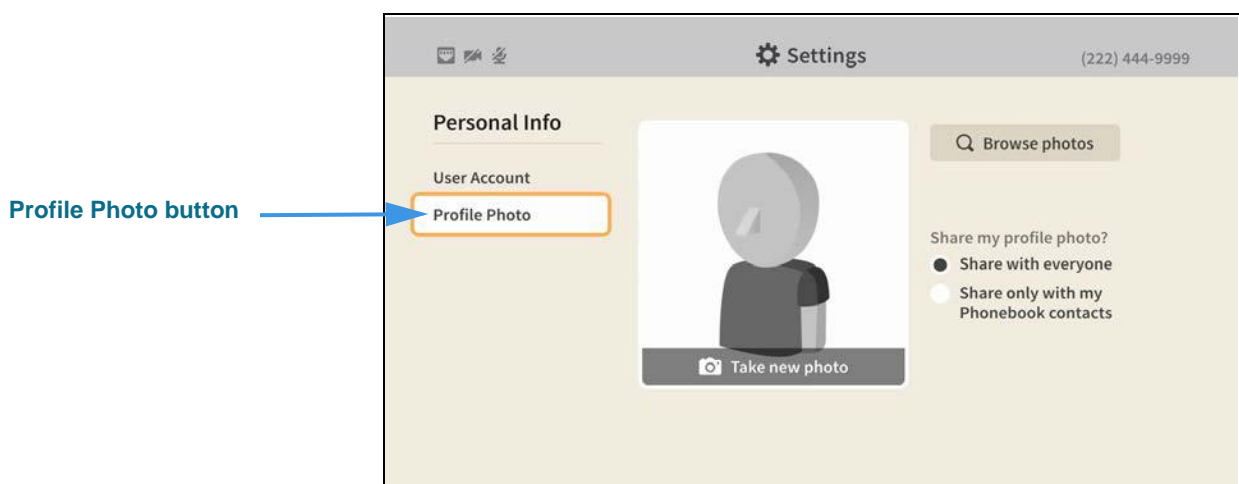 Settings
(222) 444-9999
Personal Info
User Account
Profile Photo
Profile Photo button
Take new photo
Browse photos
Share my profile photo?
Share with everyone
Share only with my
Phonebook contacts